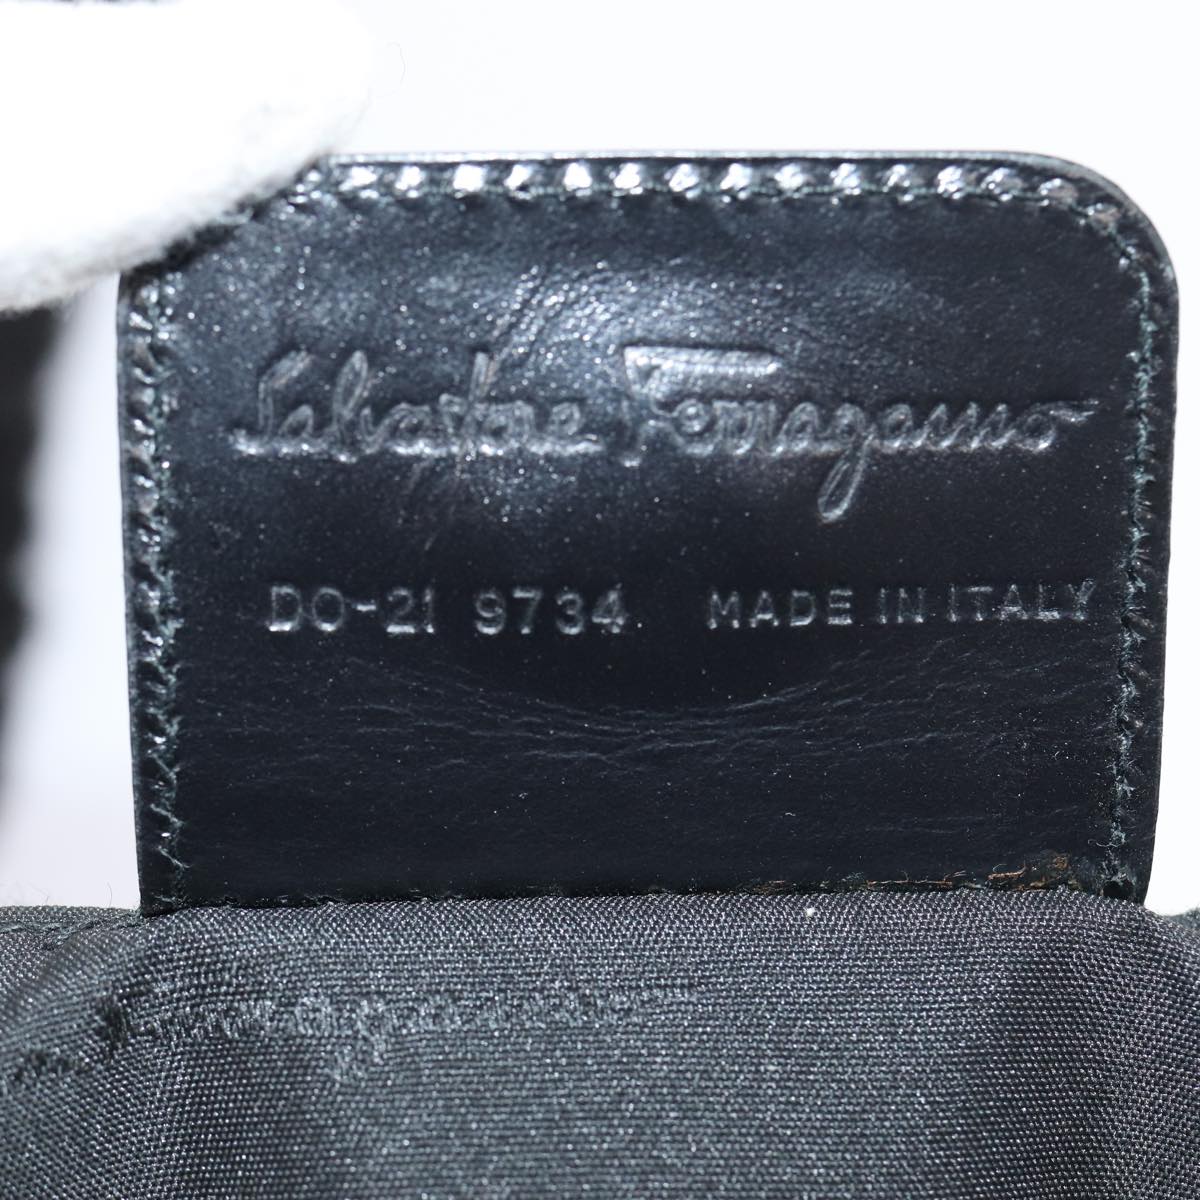 Salvatore Ferragamo
DO-21 9734 MADE IN ITALY